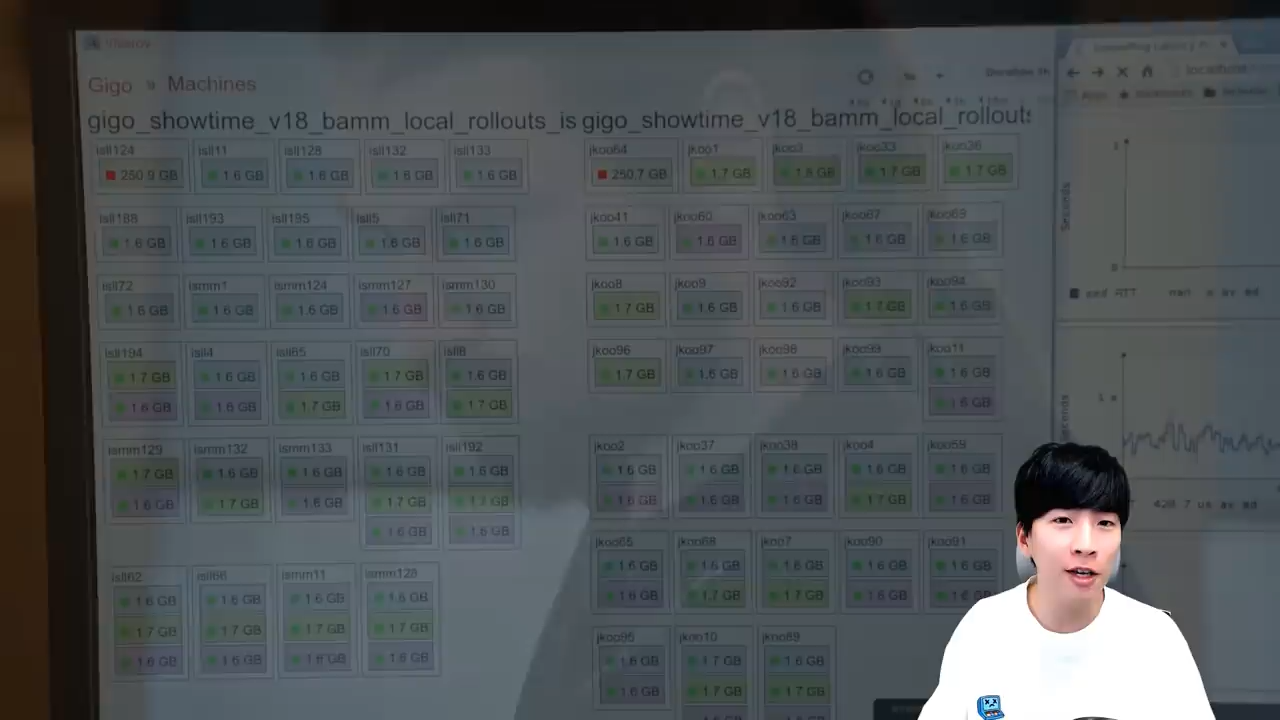 Gigo » Machines
gigo_showtime_v18_bamm_local_rollouts_is
isll124 isll11 isll128 isll132 isll133
250.9 GB 1.6 GB 1.6 GB 1.6 GB 1.6 GB
isll188 isll193 isll195 isll5 isll71
1.6 GB 1.6 GB 1.6 GB 1.6 GB 1.6 GB
isll72 ismm1 ismm124 ismm127 ismm130
1.6 GB 1.6 GB 1.6 GB 1.6 GB 1.6 GB
isll194 isll4 isll65 isll70 isll8
1.7 GB 1.6 GB 1.6 GB 1.7 GB 1.6 GB
1.6 GB 1.6 GB 1.7 GB 1.6 GB 1.7 GB
ismm129 ismm132 ismm133 isll131 isll192
1.7 GB 1.6 GB 1.6 GB 1.6 GB 1.6 GB
1.6 GB 1.7 GB 1.6 GB 1.7 GB 1.7 GB
1.6 GB 1.6 GB
isll62 isll66 ismm11 ismm128
1.6 GB 1.6 GB 1.6 GB 1.6 GB
1.7 GB 1.7 GB 1.7 GB 1.7 GB
1.6 GB 1.6 GB 1.6 GB 1.6 GB
gigo_showtime_v18_bamm_local_rollouts
jkoo64 jkoo1 jkoo3 jkoo33 jkoo36
250.7 GB 1.7 GB 1.8 GB 1.7 GB 1.7 GB
jkoo41 jkoo60 jkoo63 jkoo67 jkoo69
1.6 GB 1.6 GB 1.6 GB 1.6 GB 1.6 GB
jkoo8 jkoo9 jkoo92 jkoo93 jkoo94
1.7 GB 1.6 GB 1.6 GB 1.7 GB 1.6 GB
jkoo96 jkoo97 jkoo98 jkoo99 jkoo11
1.7 GB 1.6 GB 1.6 GB 1.6 GB 1.6 GB
1.6 GB
jkoo2 jkoo37 jkoo38 jkoo4 jkoo59
1.6 GB 1.6 GB 1.6 GB 1.6 GB 1.6 GB
1.6 GB 1.6 GB 1.6 GB 1.7 GB 1.6 GB
jkoo65 jkoo68 jkoo7 jkoo90 jkoo91
1.6 GB 1.6 GB 1.6 GB 1.6 GB 1.6 GB
1.6 GB 1.7 GB 1.7 GB 1.6 GB 1.6 GB
jkoo95 jkoo10 jkoo89
1.6 GB 1.7 GB 1.6 GB
1.6 GB 1.7 GB 1.7 GB
localhost
Seconds